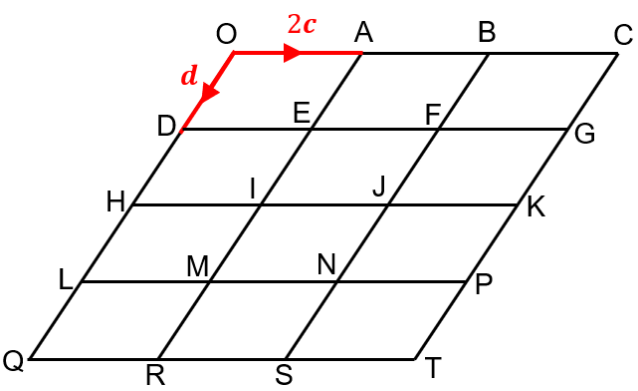 O 2c A B C
d
D E F G
H I J K
L M N P
Q R S T